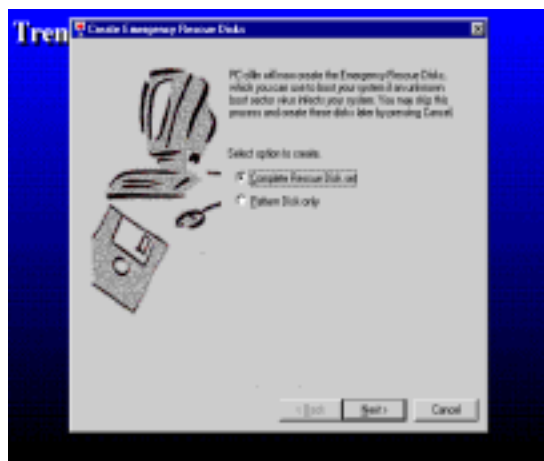 Tren
Create Emergency Rescue Disks
PC-cillin will now create the Emergency Rescue Disks,
which you can use to boot your system if an unknown
boot sector virus infects your system. You may skip this
process and create these disks later by pressing Cancel.
Select option to create.
Complete Rescue Disk set
Pattern Disk only
< Back
Next >
Cancel